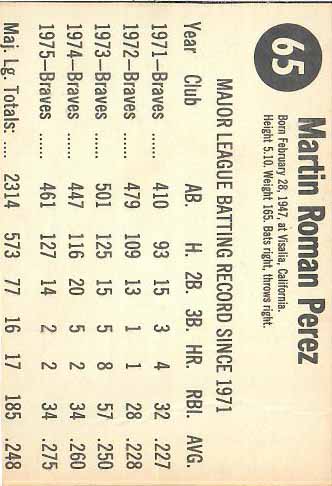 65
Martin Roman Perez
Born February 28, 1947, at Visalia, California.
Height 5.10. Weight 165. Bats right, throws right.
MAJOR LEAGUE BATTING RECORD SINCE 1971
Year Club AB. H. 2B. 3B. HR. RBI. AVG.
1971—Braves ...... 410 93 15 3 4 32 .227
1972—Braves ...... 479 109 13 1 1 28 .228
1973—Braves ...... 501 125 15 5 8 57 .250
1974—Braves ...... 447 116 20 5 2 34 .260
1975—Braves ...... 461 127 14 2 2 34 .275
Maj. Lg. Totals: .... 2314 573 77 16 17 185 .248